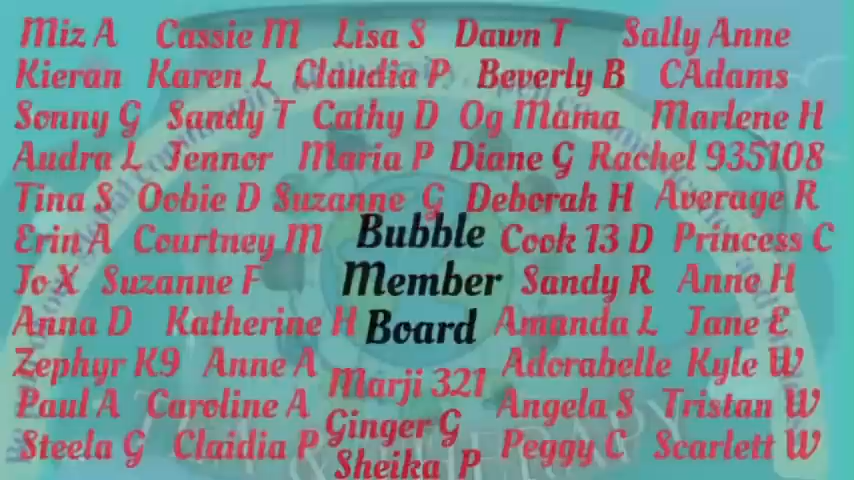 Miz A Cassie M Lisa S Dawn T Sally Anne
Kieran Karen L Claudia P Beverly B CAdams
Sonny G Sandy T Cathy D Og Mama Marlene H
Audra L Jennor Maria P Diane G Rachel 935108
Tina S Oobie D Suzanne G Deborah H Average R
Erin A Courtney M Bubble Cook 13 D Princess C
Jo X Suzanne F Member Sandy R Anne H
Anna D Katherine H Board Amanda L Jane E
Zephyr K9 Anne A Adorabelle Kyle W
Marji 321
Paul A Caroline A Angela S Tristan W
Ginger G
Steela G Claidia P Peggy C Scarlett W
Sheika P